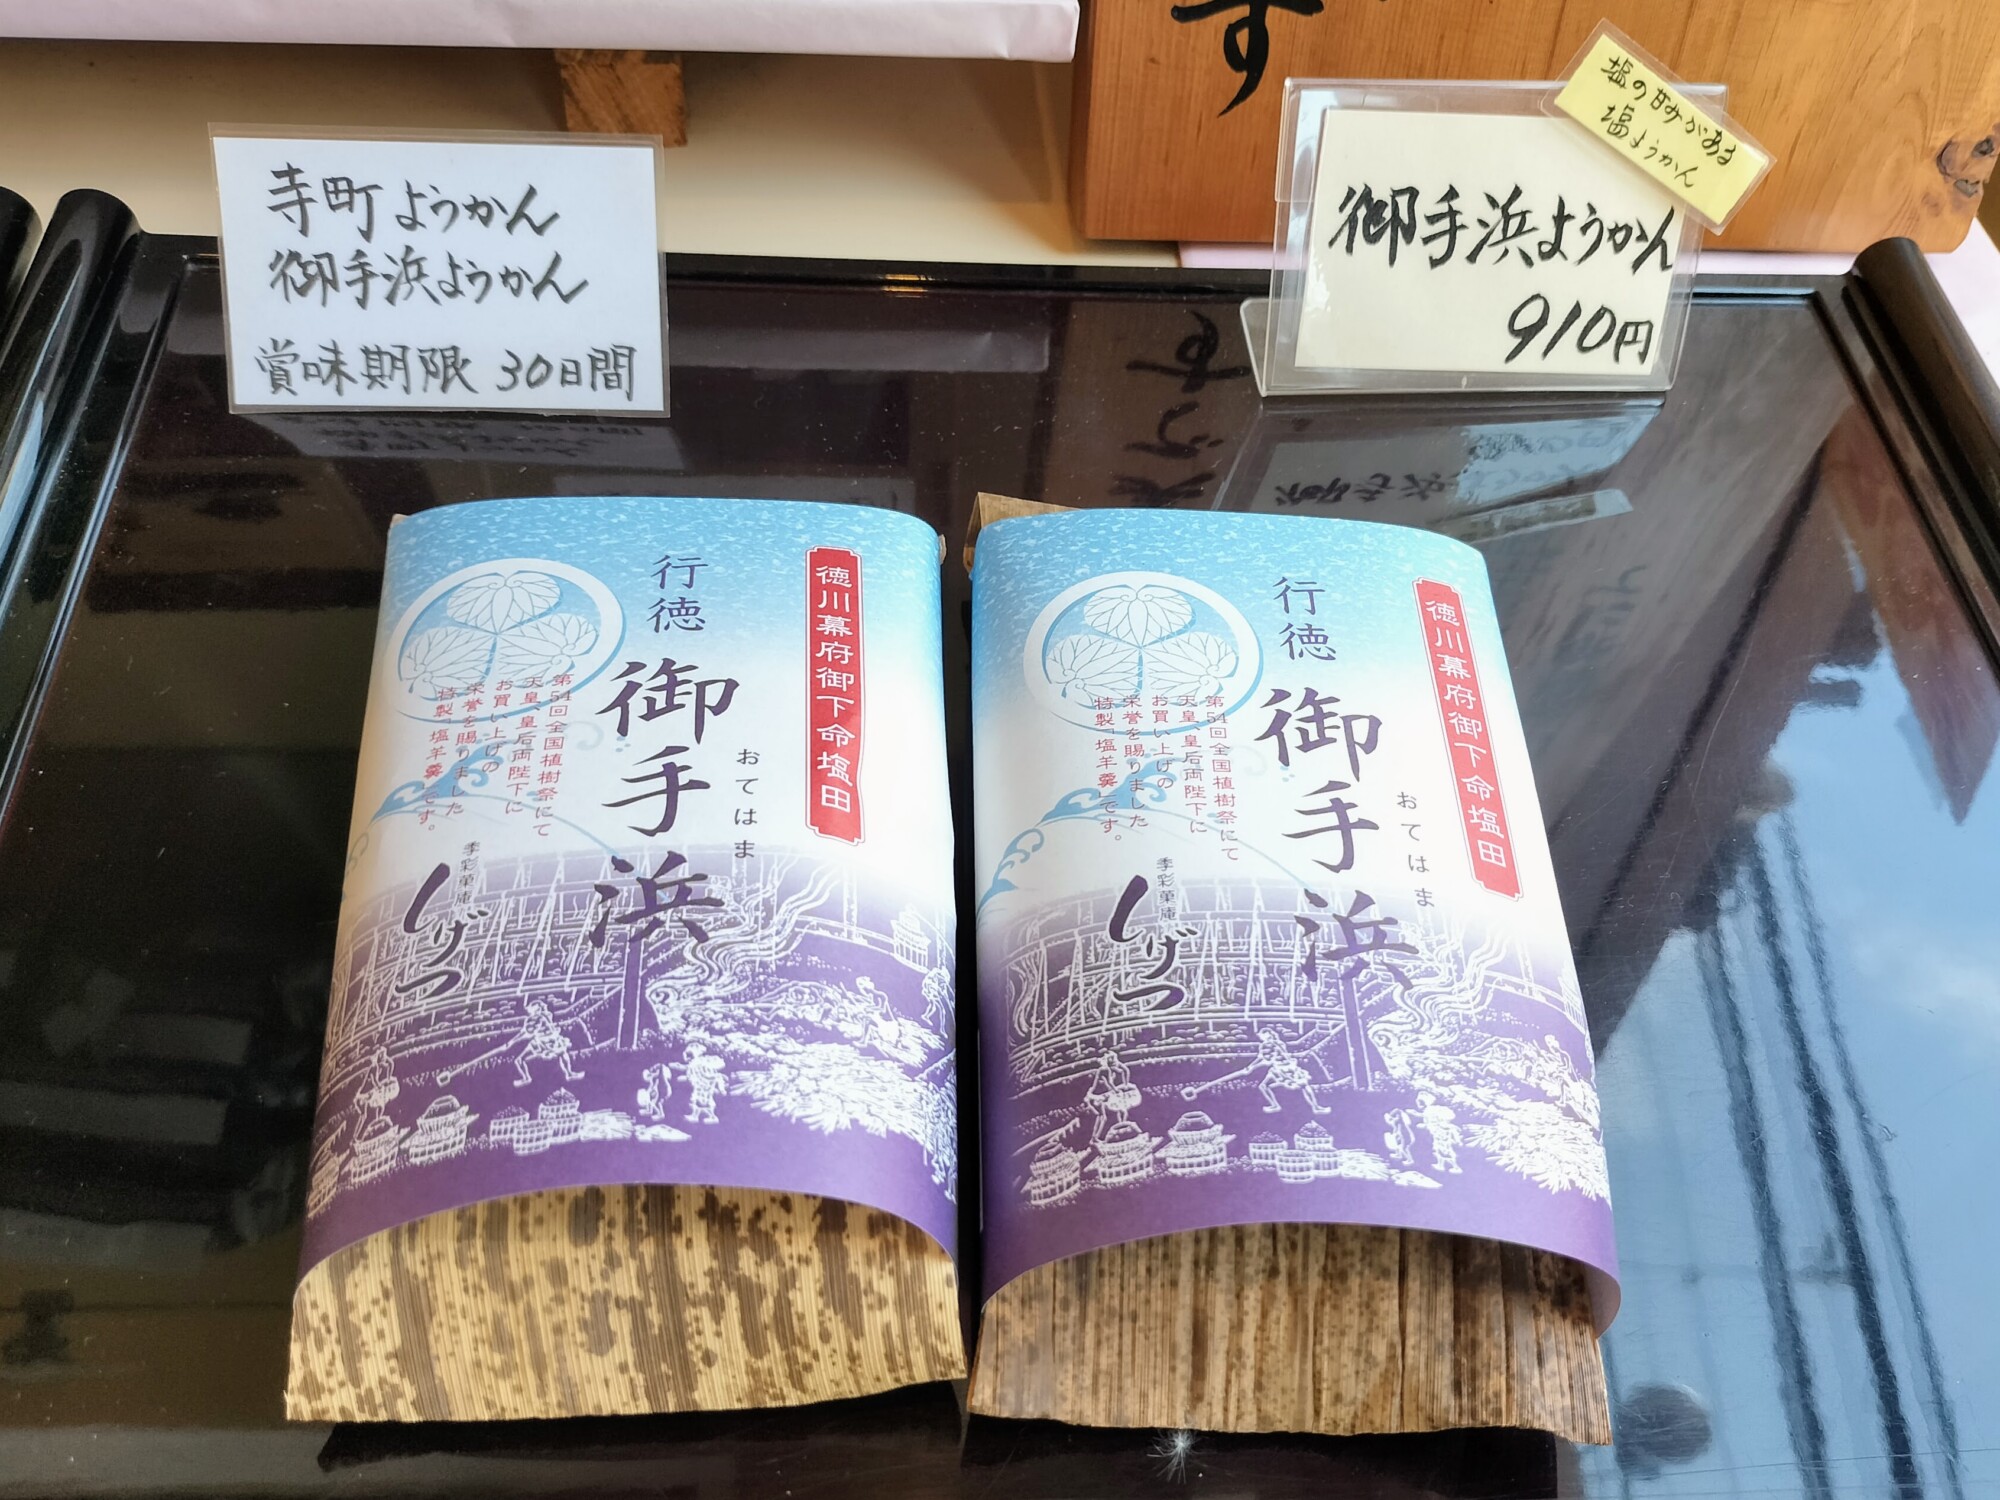 す
寺町ようかん
御手浜ようかん
賞味期限 30日間
塩の甘みがある
塩ようかん
御手浜ようかん
910円
徳川幕府御下命塩田
行徳
御手浜
おてはま
第54回全国植樹祭にて
天皇、皇后両陛下に
お買い上げの
栄誉を賜りました
特製「塩羊羹」です。
季彩菓庵
しげつ
徳川幕府御下命塩田
行徳
御手浜
おてはま
第54回全国植樹祭にて
天皇、皇后両陛下に
お買い上げの
栄誉を賜りました
特製「塩羊羹」です。
季彩菓庵
しげつ